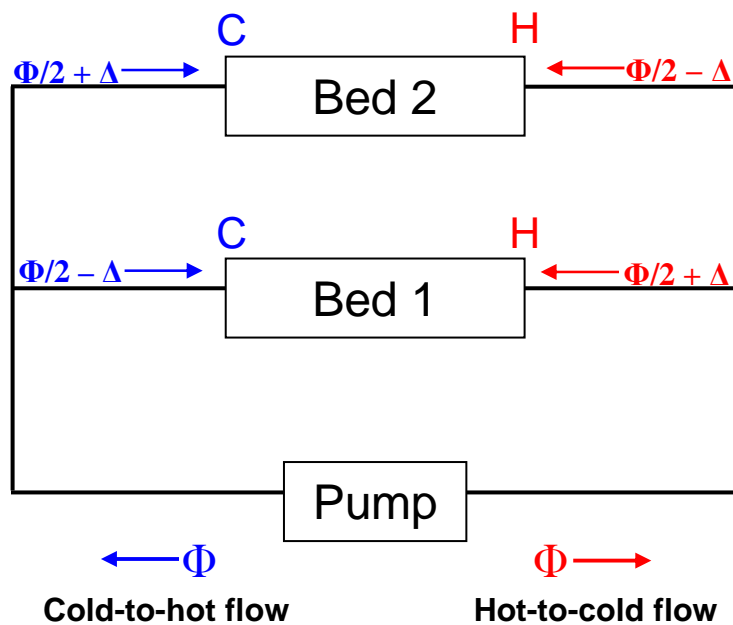 C H
Φ/2 + Δ Φ/2 – Δ
Bed 2
C H
Φ/2 – Δ Φ/2 + Δ
Bed 1
Pump
Φ Φ
Cold-to-hot flow Hot-to-cold flow